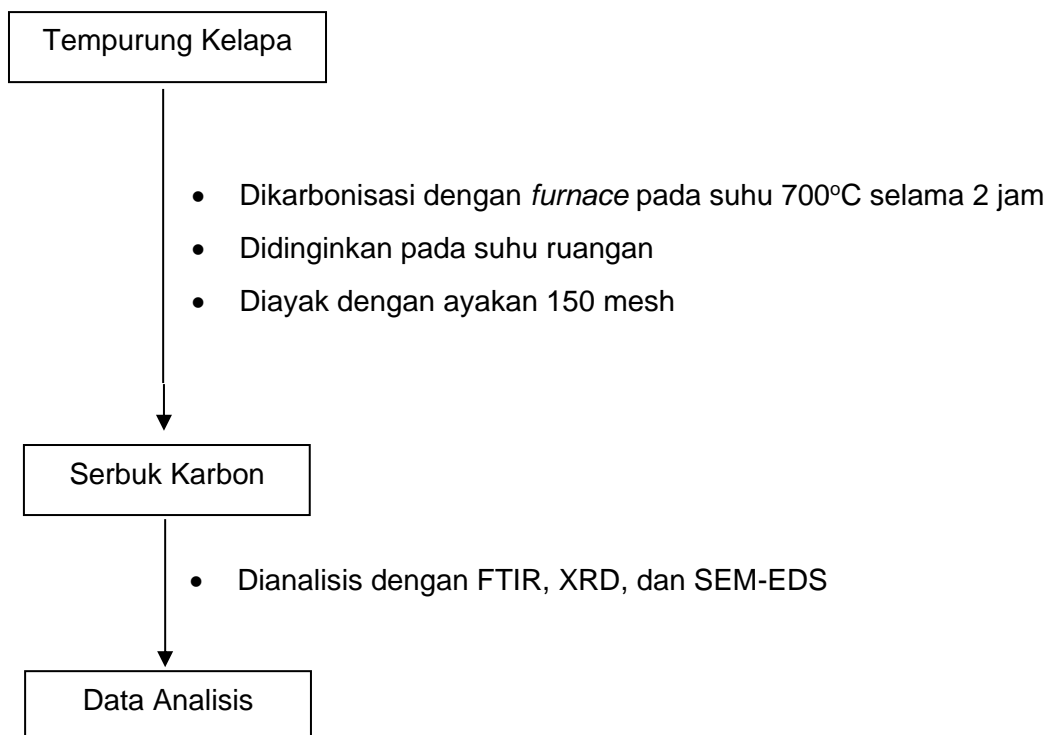 Tempurung Kelapa
• Dikarbonisasi dengan furnace pada suhu 700°C selama 2 jam
• Didinginkan pada suhu ruangan
• Diayak dengan ayakan 150 mesh
Serbuk Karbon
• Dianalisis dengan FTIR, XRD, dan SEM-EDS
Data Analisis